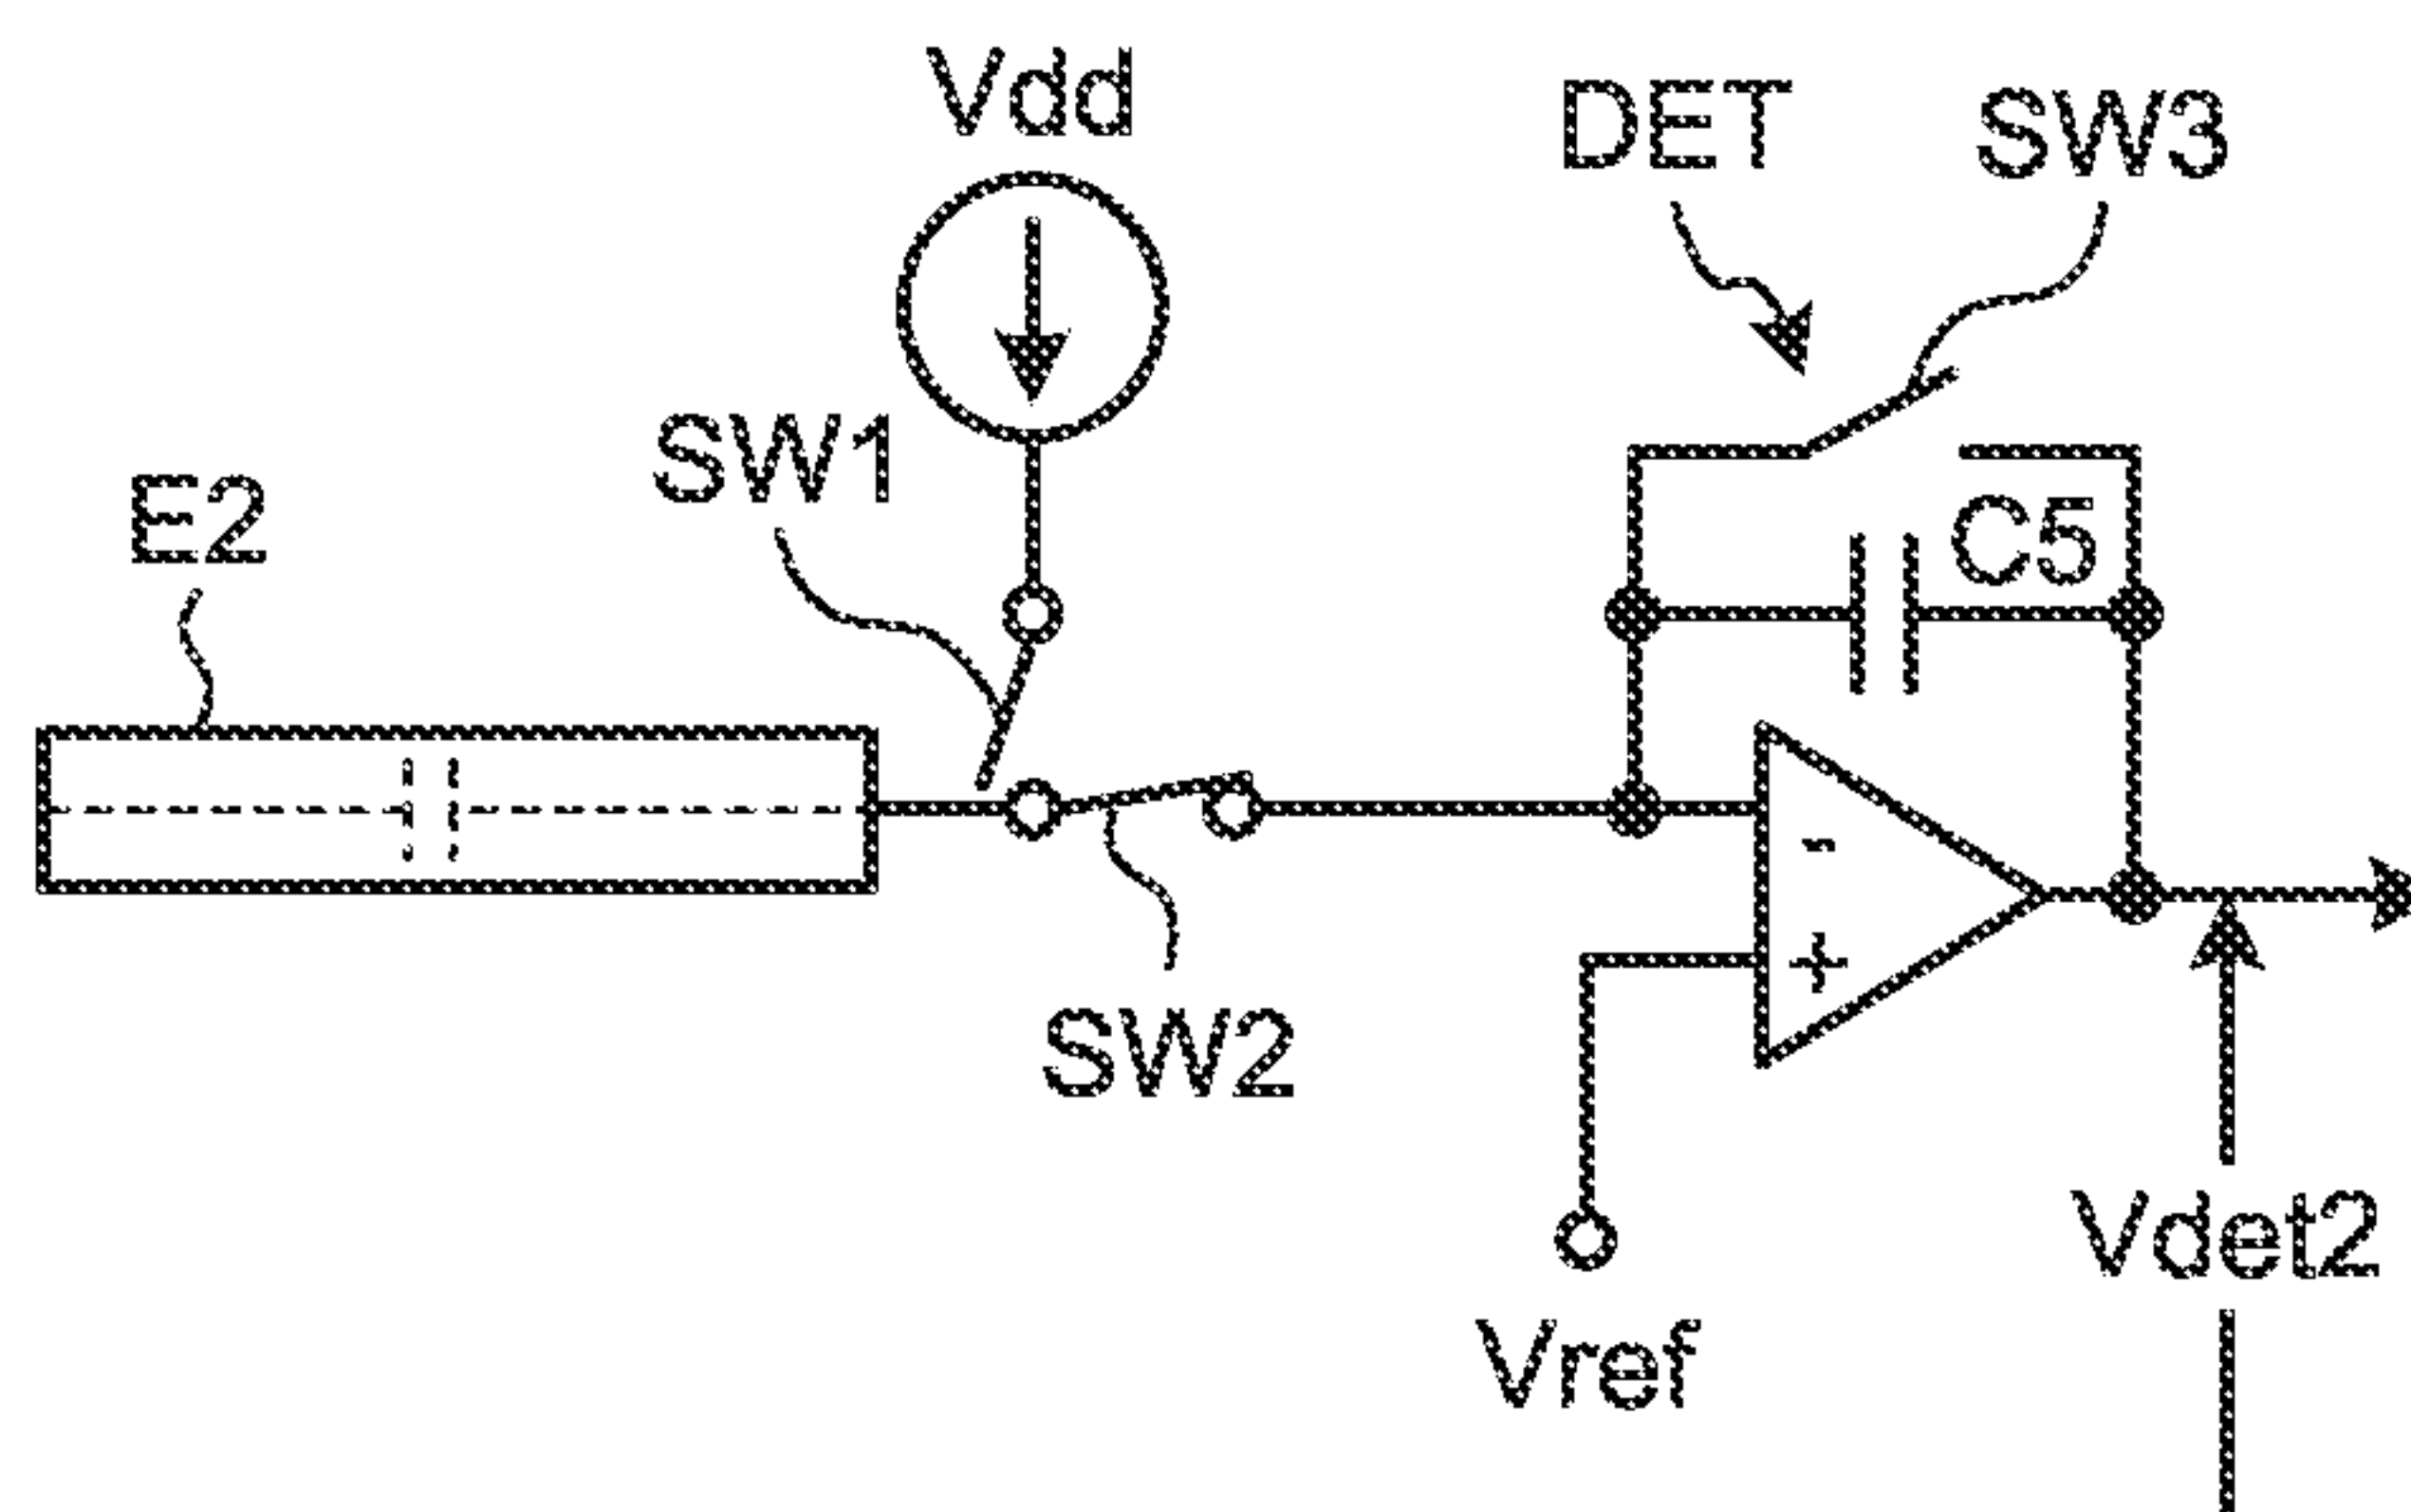 Vdd
DET
SW3
SW1
E2
C5
-
+
SW2
Vdet2
Vref